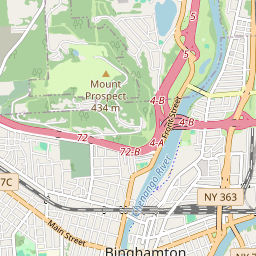 5
5
Mount
Prospect
434 m
4-B
Front Street
4-B
72
4-A
72-B
Chenango River
7C
NY 363
Main Street
Binghamton